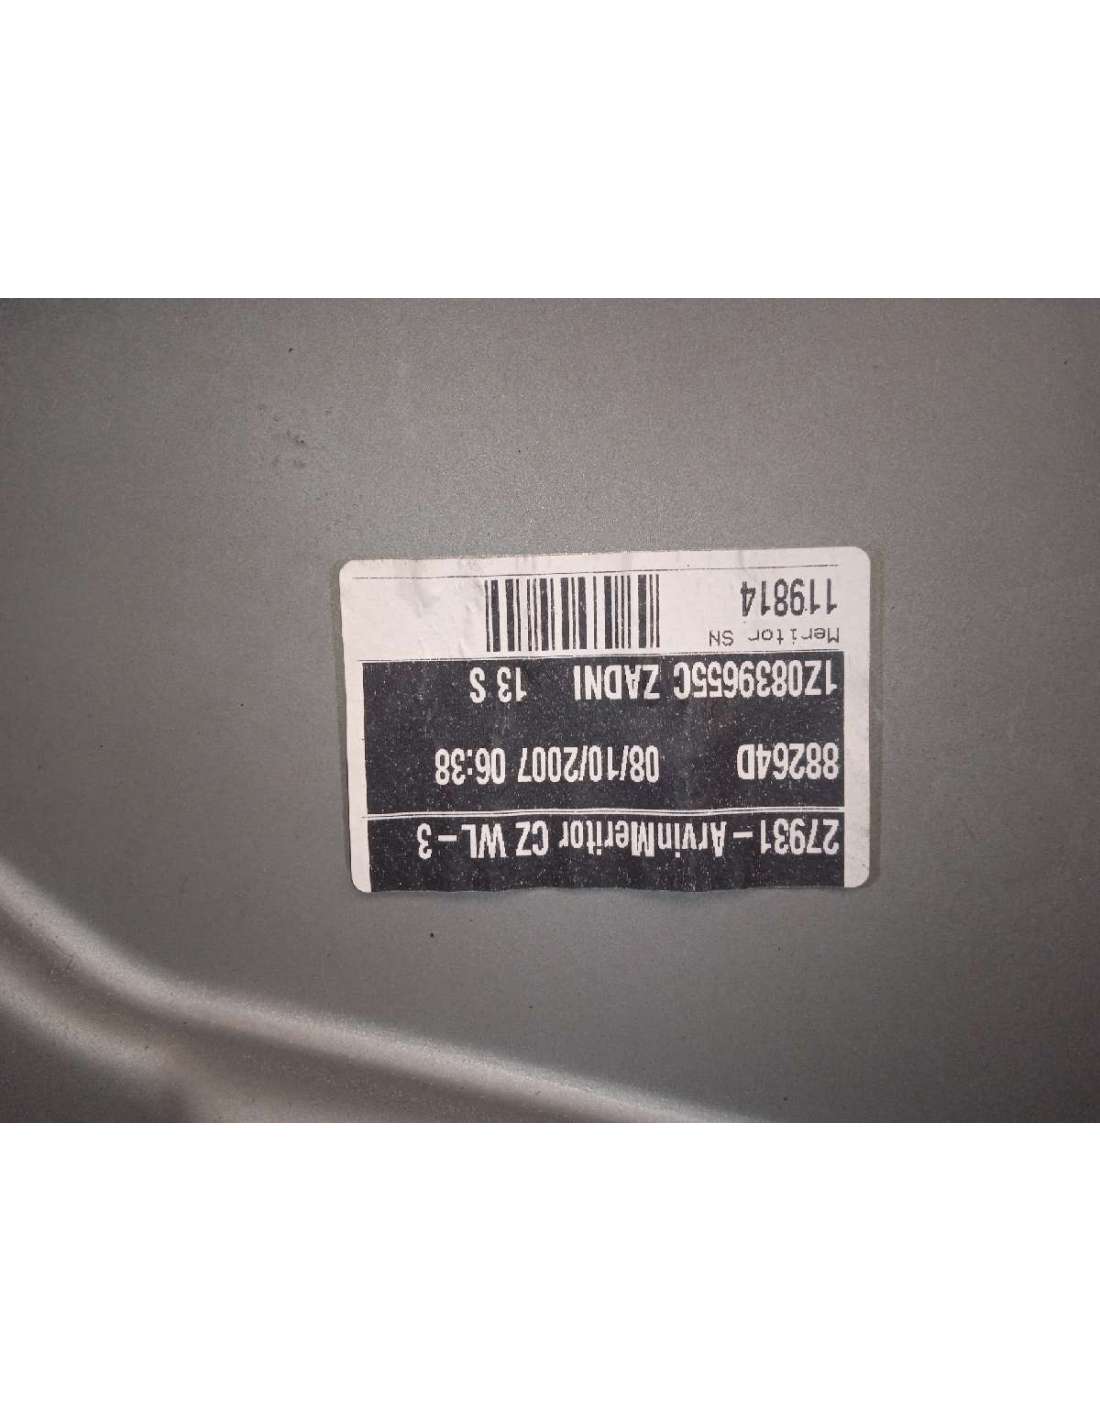 27931-ArvinMeritor CZ WL-3
88264D 08/10/2007 06:38
1Z0839655C ZADNI 13 S
Meritor SN
119814